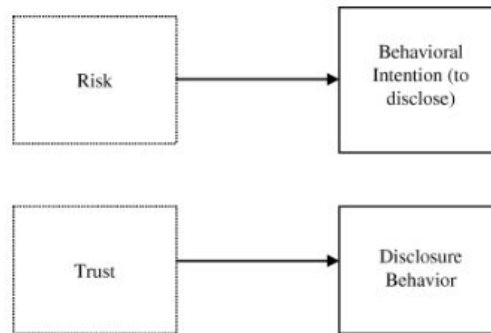 Risk
Behavioral
Intention (to
disclose)
Trust
Disclosure
Behavior